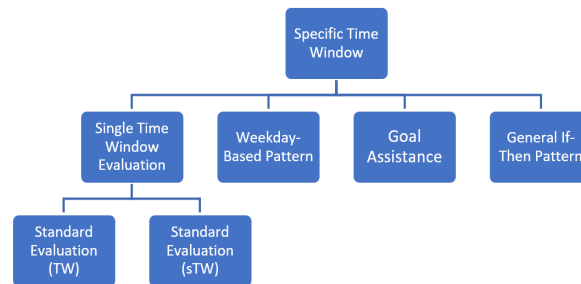 Specific Time
Window
Single Time
Window
Evaluation
Weekday-
Based Pattern
Goal
Assistance
General If-
Then Pattern
Standard
Evaluation
(TW)
Standard
Evaluation
(sTW)